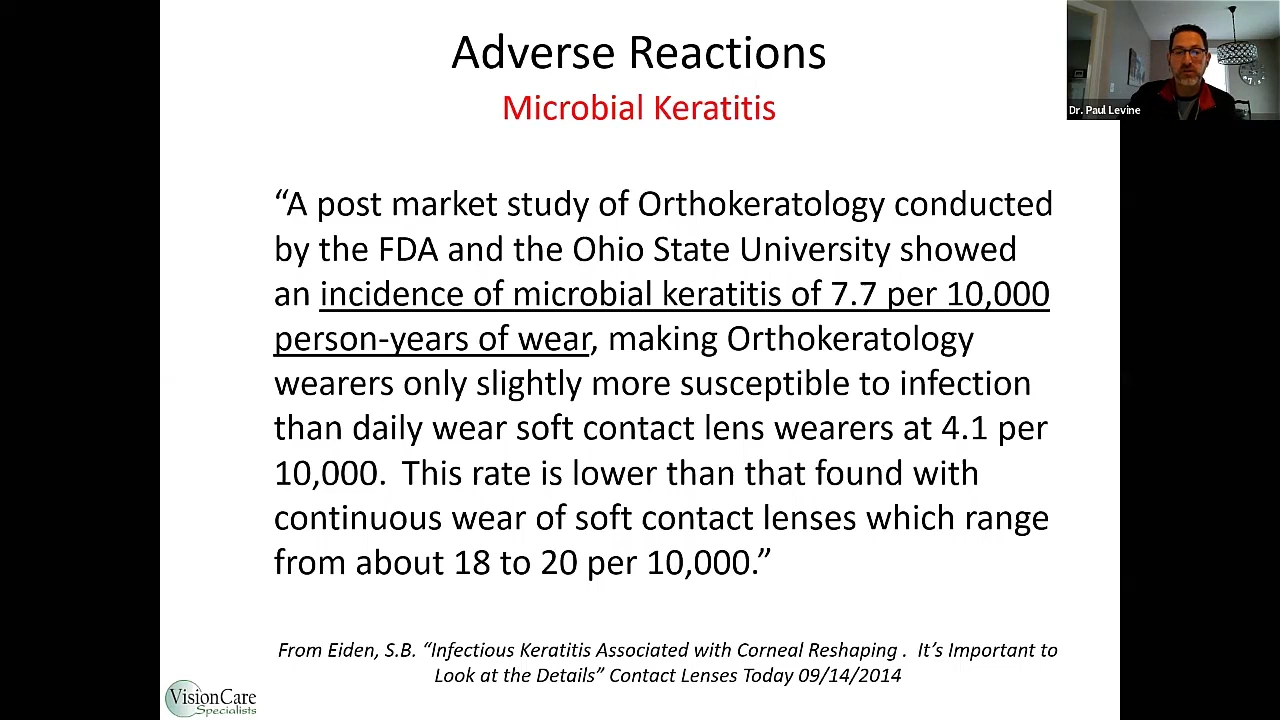 Adverse Reactions
Microbial Keratitis
Dr. Paul Levine
“A post market study of Orthokeratology conducted
by the FDA and the Ohio State University showed
an incidence of microbial keratitis of 7.7 per 10,000
person-years of wear, making Orthokeratology
wearers only slightly more susceptible to infection
than daily wear soft contact lens wearers at 4.1 per
10,000.  This rate is lower than that found with
continuous wear of soft contact lenses which range
from about 18 to 20 per 10,000.”
From Eiden, S.B. “Infectious Keratitis Associated with Corneal Reshaping .  It’s Important to
Look at the Details” Contact Lenses Today 09/14/2014
VisionCare
Specialists